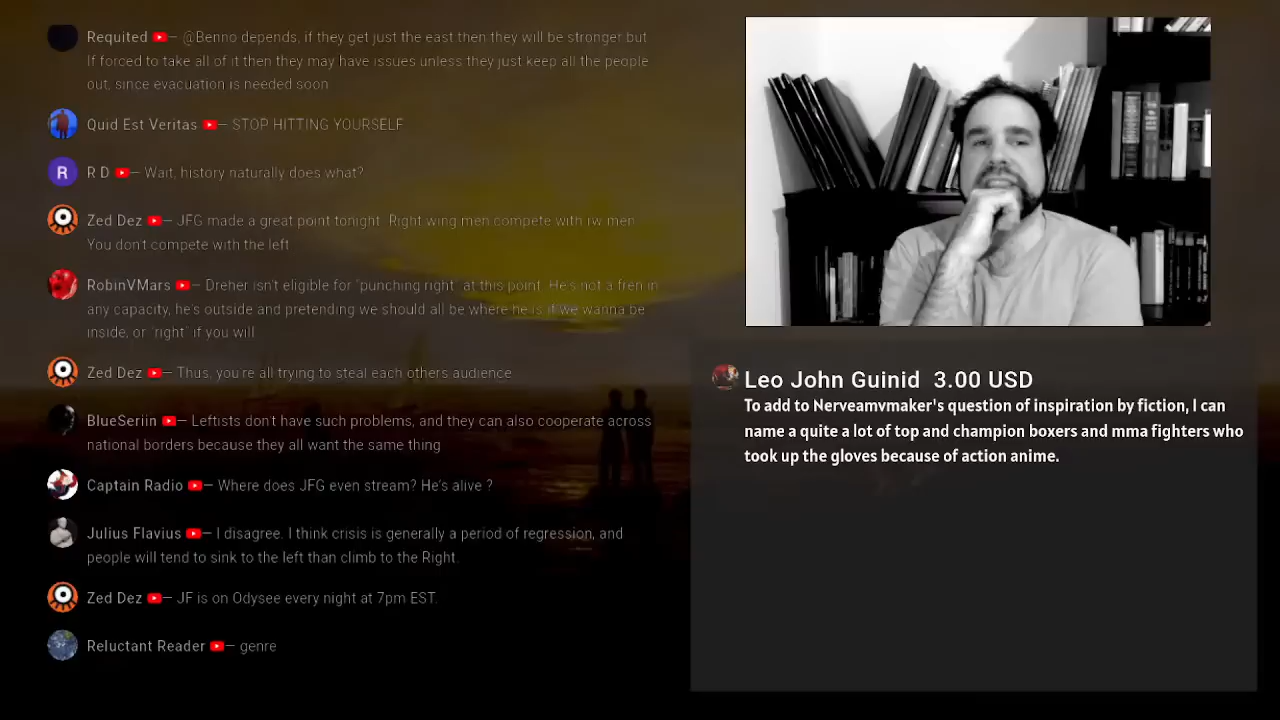 Requited — @Benno depends, if they get just the east then they will be stronger but
If forced to take all of it then they may have issues unless they just keep all the people
out, since evacuation is needed soon
Quid Est Veritas — STOP HITTING YOURSELF
R
R D — Wait, history naturally does what?
Zed Dez — JFG made a great point tonight. Right wing men compete with rw men.
You don't compete with the left
RobinVMars — Dreher isn't eligible for "punching right" at this point. He's not a fren in
any capacity, he's outside and pretending we should all be where he is if we wanna be
inside, or "right" if you will
Zed Dez — Thus, you're all trying to steal each others audience
BlueSeriin — Leftists don't have such problems, and they can also cooperate across
national borders because they all want the same thing
Captain Radio — Where does JFG even stream? He's alive ?
Julius Flavius — I disagree. I think crisis is generally a period of regression, and
people will tend to sink to the left than climb to the Right.
Zed Dez — JF is on Odysee every night at 7pm EST.
Reluctant Reader — genre
Leo John Guinid 3.00 USD
To add to Nerveamvmaker's question of inspiration by fiction, I can
name a quite a lot of top and champion boxers and mma fighters who
took up the gloves because of action anime.